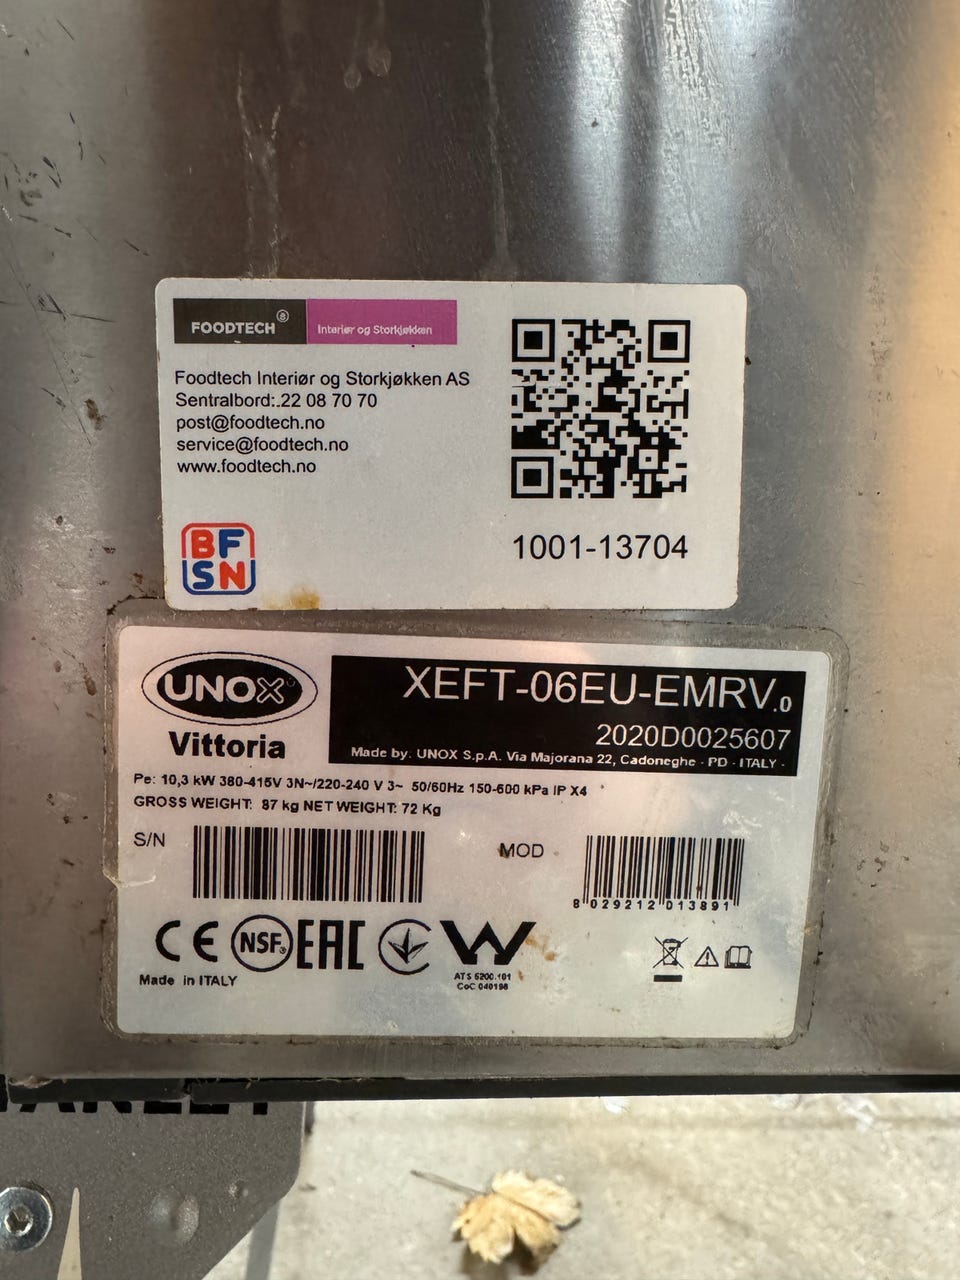 FOODTECH®
Interiør og Storkjøkken
Foodtech Interiør og Storkjøkken AS
Sentralbord: 22 08 70 70
post@foodtech.no
service@foodtech.no
www.foodtech.no
BF
SN
1001-13704
UNOX®
Vittoria
XEFT-06EU-EMRV.0
2020D0025607
Made by: UNOX S.p.A. Via Majorana 22, Cadoneghe - PD - ITALY -
Pe: 10,3 kW 380-415V 3N~/220-240 V 3~ 50/60Hz 150-600 kPa IP X4
GROSS WEIGHT: 87 kg NET WEIGHT: 72 Kg
S/N
MOD
8 029212 013891
CE NSF® EAC
W
ATS 5200.101
CoC 040198
Made in ITALY